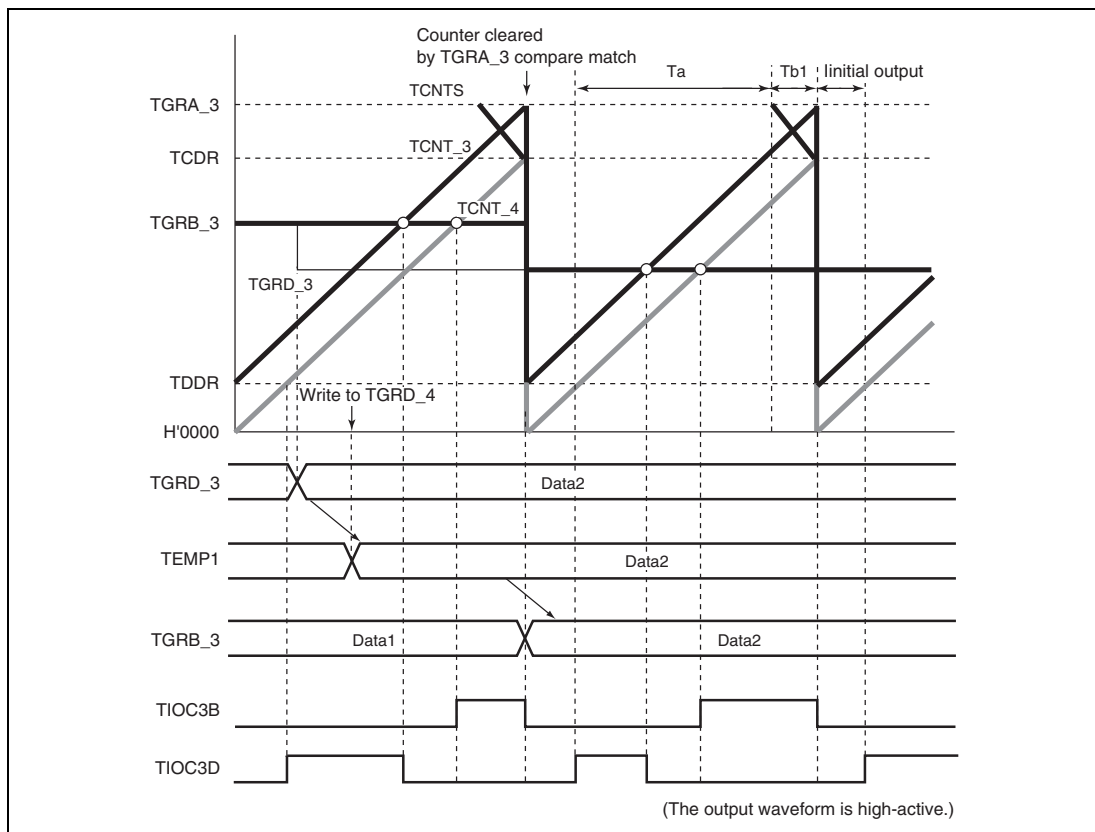 Counter cleared
by TGRA_3 compare match
Ta
Tb1
Iinitial output
TGRA_3
TCNTS
TCNT_3
TCDR
TGRB_3
TCNT_4
TGRD_3
TDDR
Write to TGRD_4
H'0000
TGRD_3
Data2
TEMP1
Data2
TGRB_3
Data1
Data2
TIOC3B
TIOC3D
(The output waveform is high-active.)